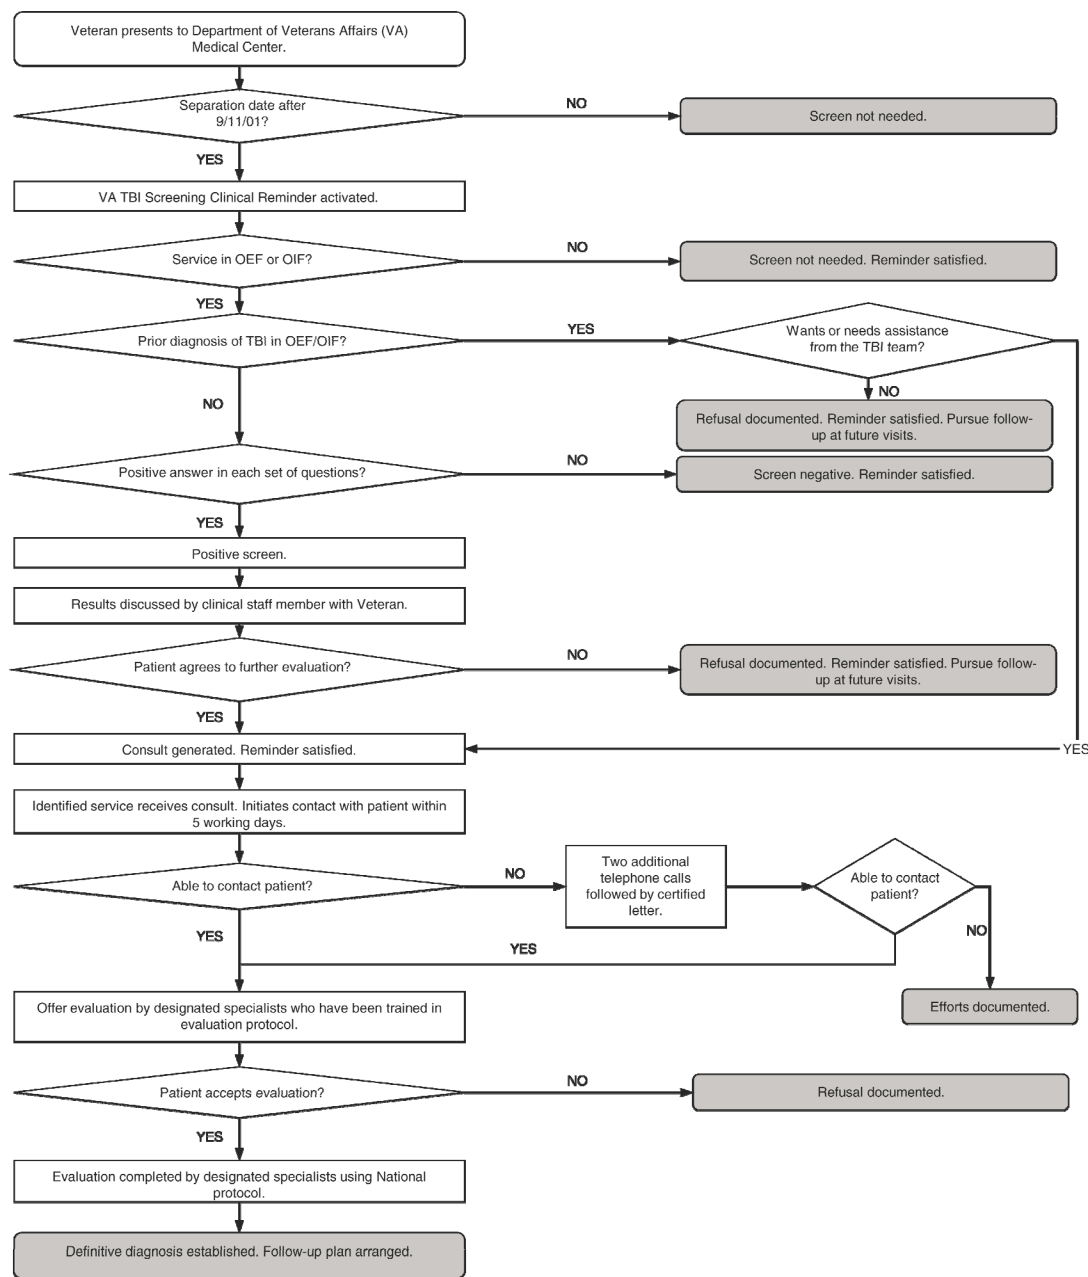 Veteran presents to Department of Veterans Affairs (VA)
Medical Center.
Separation date after
9/11/01?
NO
Screen not needed.
YES
VA TBI Screening Clinical Reminder activated.
Service in OEF or OIF?
NO
Screen not needed. Reminder satisfied.
YES
Prior diagnosis of TBI in OEF/OIF?
YES
Wants or needs assistance
from the TBI team?
NO
NO
Refusal documented. Reminder satisfied. Pursue follow-
up at future visits.
Positive answer in each set of questions?
NO
Screen negative. Reminder satisfied.
YES
Positive screen.
Results discussed by clinical staff member with Veteran.
Patient agrees to further evaluation?
NO
Refusal documented. Reminder satisfied. Pursue follow-
up at future visits.
YES
Consult generated. Reminder satisfied.
YES
Identified service receives consult. Initiates contact with patient within
5 working days.
Able to contact patient?
NO
Two additional
telephone calls
followed by certified
letter.
Able to contact
patient?
YES
YES
NO
Offer evaluation by designated specialists who have been trained in
evaluation protocol.
Efforts documented.
Patient accepts evaluation?
NO
Refusal documented.
YES
Evaluation completed by designated specialists using National
protocol.
Definitive diagnosis established. Follow-up plan arranged.